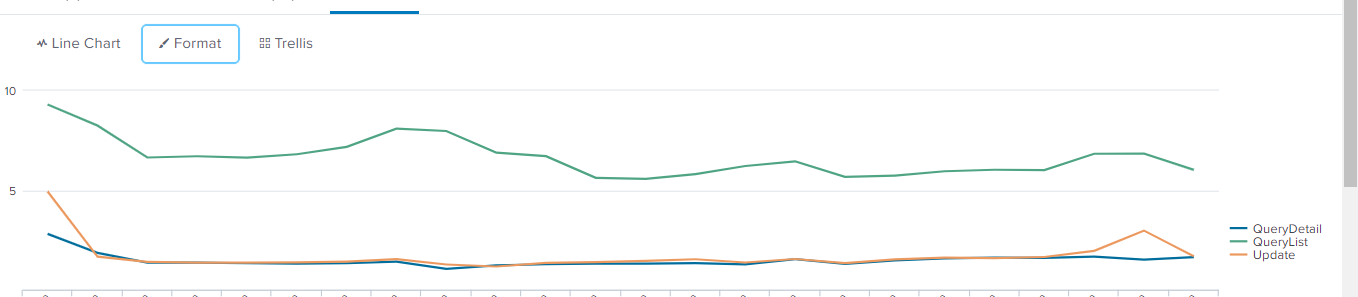 Line Chart Format Trellis
10
5
QueryDetail
QueryList
Update